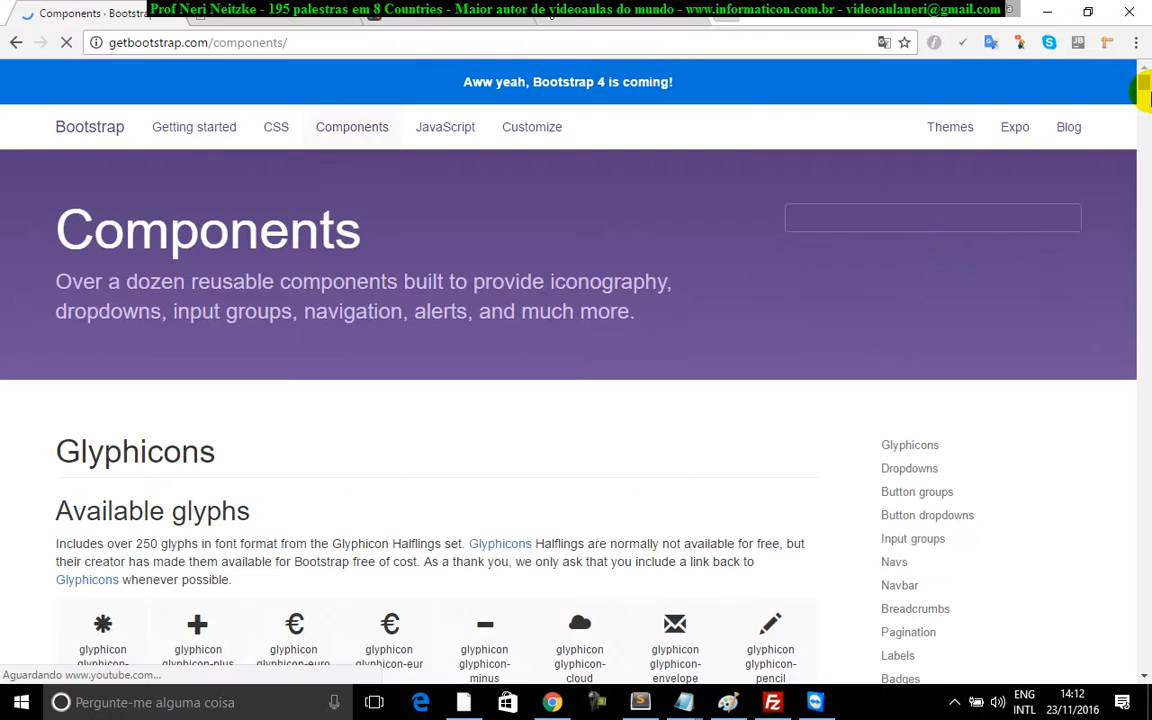 Prof Neri Neitzke - 195 palestras em 8 Countries - Maior autor de videoaulas do mundo - www.informaticon.com.br - videoaulaneri@gmail.com
Components · Bootstrap
getbootstrap.com/components/
Aww yeah, Bootstrap 4 is coming!
Bootstrap Getting started CSS Components JavaScript Customize Themes Expo Blog
Components
Over a dozen reusable components built to provide iconography,
dropdowns, input groups, navigation, alerts, and much more.
Glyphicons
Available glyphs
Includes over 250 glyphs in font format from the Glyphicon Halflings set. Glyphicons Halflings are normally not available for free, but
their creator has made them available for Bootstrap free of cost. As a thank you, we only ask that you include a link back to
Glyphicons whenever possible.
glyphicon glyphicon glyphicon glyphicon glyphicon glyphicon glyphicon glyphicon
glyphicon- glyphicon-plus glyphicon-euro glyphicon-eur glyphicon- glyphicon- glyphicon- glyphicon-
minus cloud envelope pencil
Glyphicons
Dropdowns
Button groups
Button dropdowns
Input groups
Navs
Navbar
Breadcrumbs
Pagination
Labels
Badges
Aguardando www.youtube.com...
Pergunte-me alguma coisa
ENG
INTL
14:12
23/11/2016